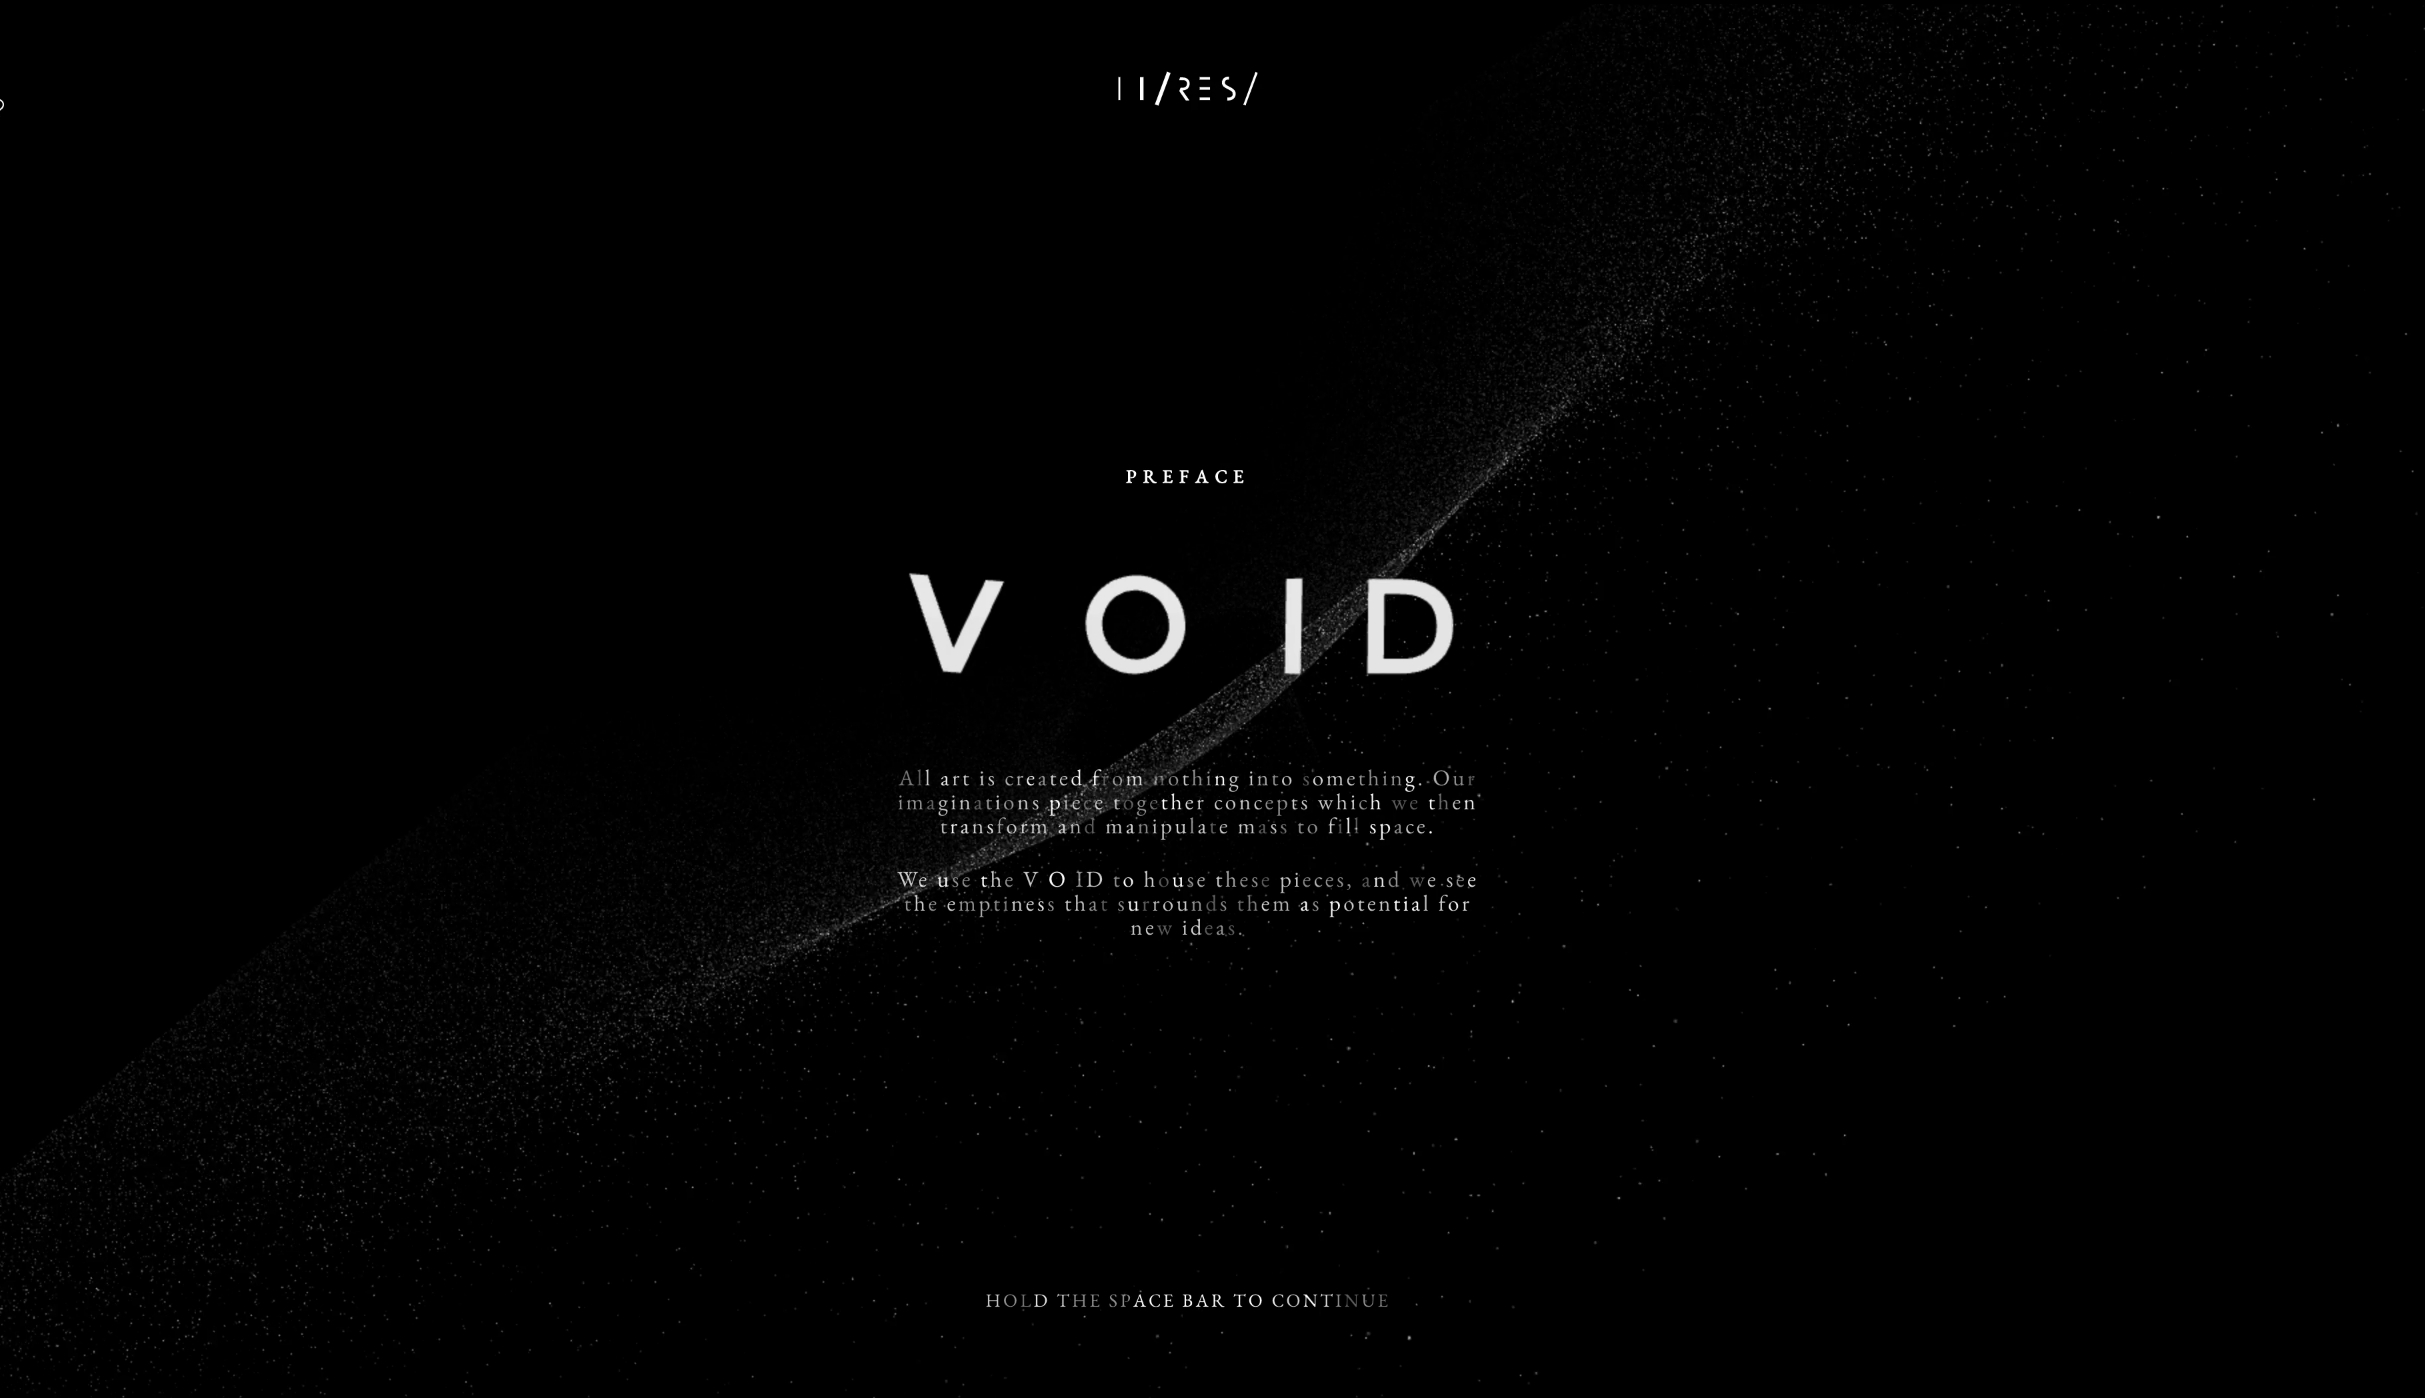 HI/RES/
PREFACE
V O ID
All art is created from nothing into something. Our
imaginations piece together concepts which we then
transform and manipulate mass to fill space.
We use the V O ID to house these pieces, and we see
the emptiness that surrounds them as potential for
new ideas.
HOLD THE SPACE BAR TO CONTINUE